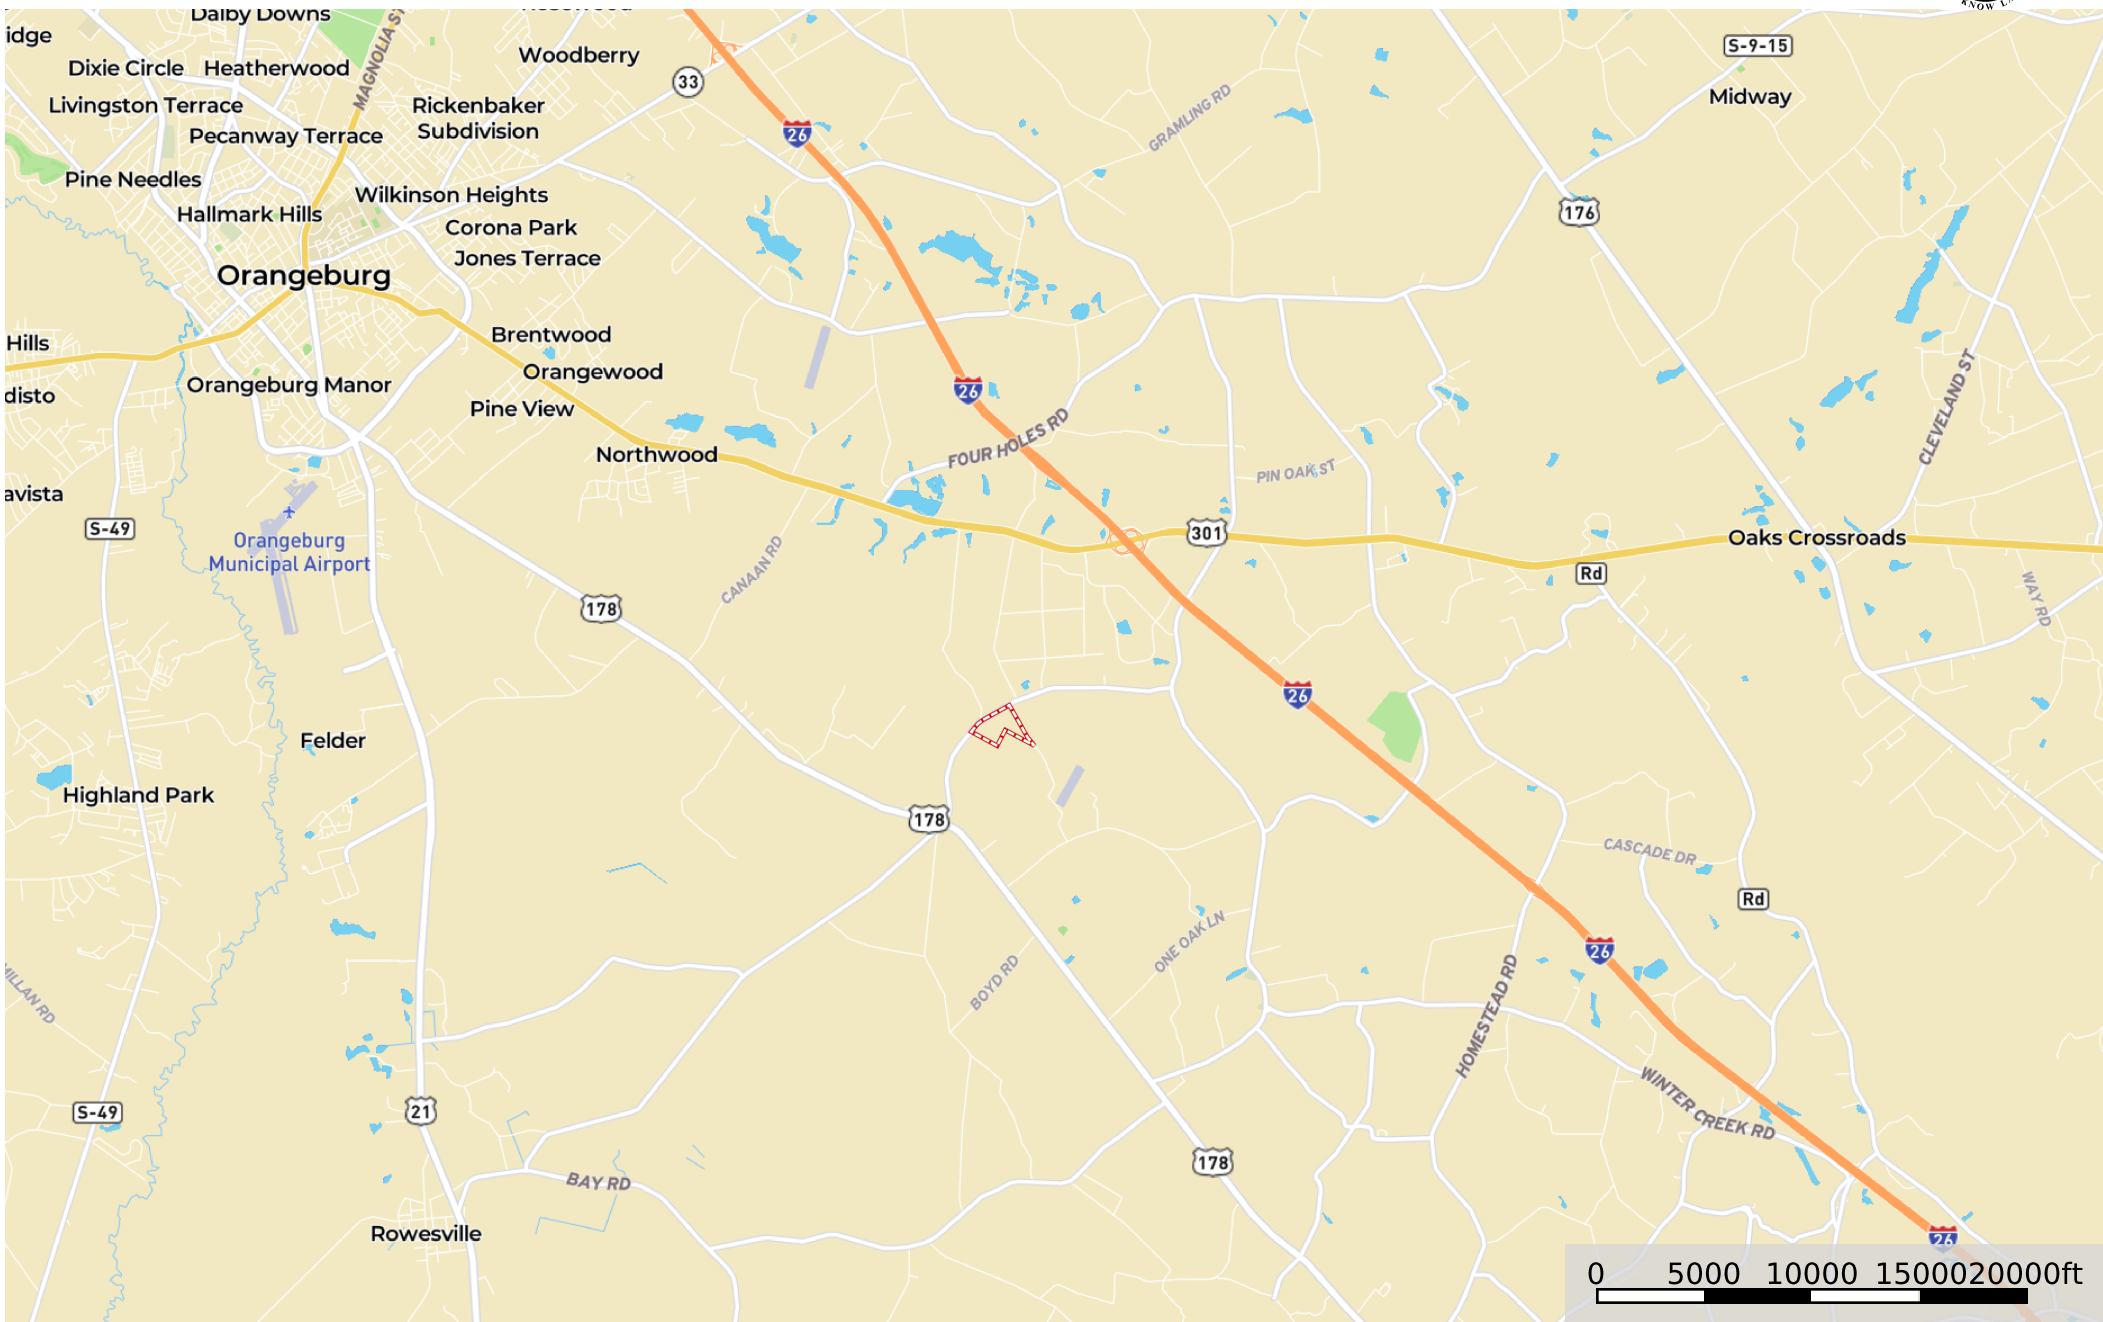 Dalby Downs
KNOW
idge
MAGNOLIA ST
Woodberry
S-9-15
Dixie Circle
Heatherwood
33
Midway
Livingston Terrace
Rickenbaker
Subdivision
GRAMLING RD
26
Pecanway Terrace
Pine Needles
Wilkinson Heights
Hallmark Hills
176
Corona Park
Jones Terrace
Orangeburg
Brentwood
Hills
Orangewood
Orangeburg Manor
26
disto
Pine View
CLEVELAND ST
FOUR HOLES RD
Northwood
PIN OAK ST
avista
S-49
301
Oaks Crossroads
Orangeburg
Municipal Airport
CANAAN RD
Rd
WAY RD
178
26
Felder
Highland Park
178
CASCADE DR
Rd
ONE OAK LN
26
BOYD RD
MILLAN RD
HOMESTEAD RD
S-49
21
WINTER CREEK RD
178
BAY RD
Rowesville
26
0 5000 10000 15000 20000ft